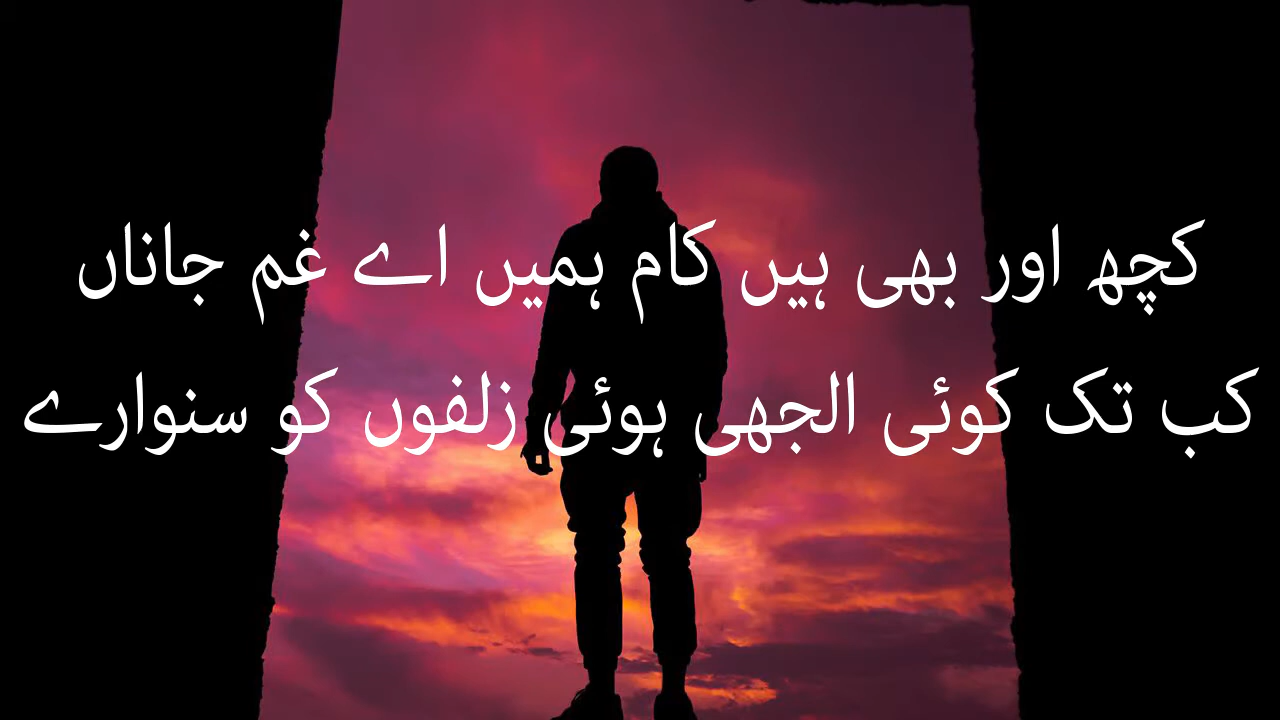 کچھ اور بھی ہیں کام ہمیں اے غم جاناں
کب تک کوئی الجھی ہوئی زلفوں کو سنوارے